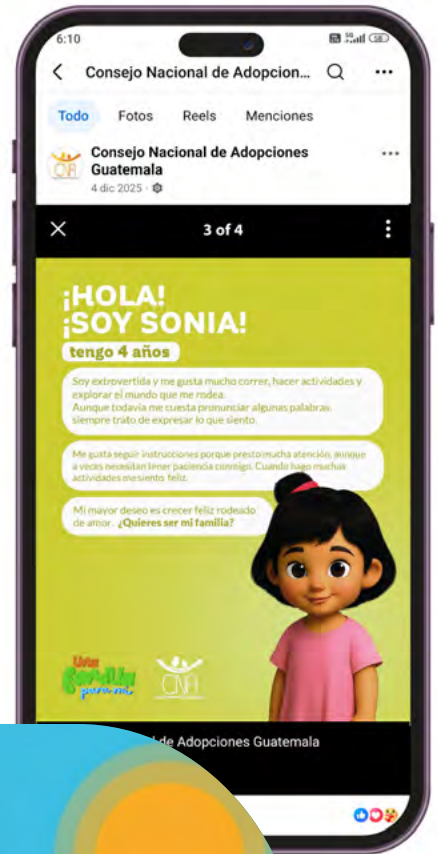 6:10
5G
58
Consejo Nacional de Adopcion...
Todo Fotos Reels Menciones
Consejo Nacional de Adopciones
Guatemala
4 dic 2025
3 of 4
¡HOLA!
¡SOY SONIA!
tengo 4 años
Soy extrovertida y me gusta mucho correr, hacer actividades y
explorar el mundo que me rodea.
Aunque todavía me cuesta pronunciar algunas palabras,
siempre trato de expresar lo que siento.
Me gusta seguir instrucciones porque presto mucha atención, aunque
a veces necesitan tener paciencia conmigo. Cuando hago muchas
actividades me siento feliz.
Mi mayor deseo es crecer feliz rodeado
de amor. ¿Quieres ser mi familia?
Una
familia
para mí
CNA
de Adopciones Guatemala